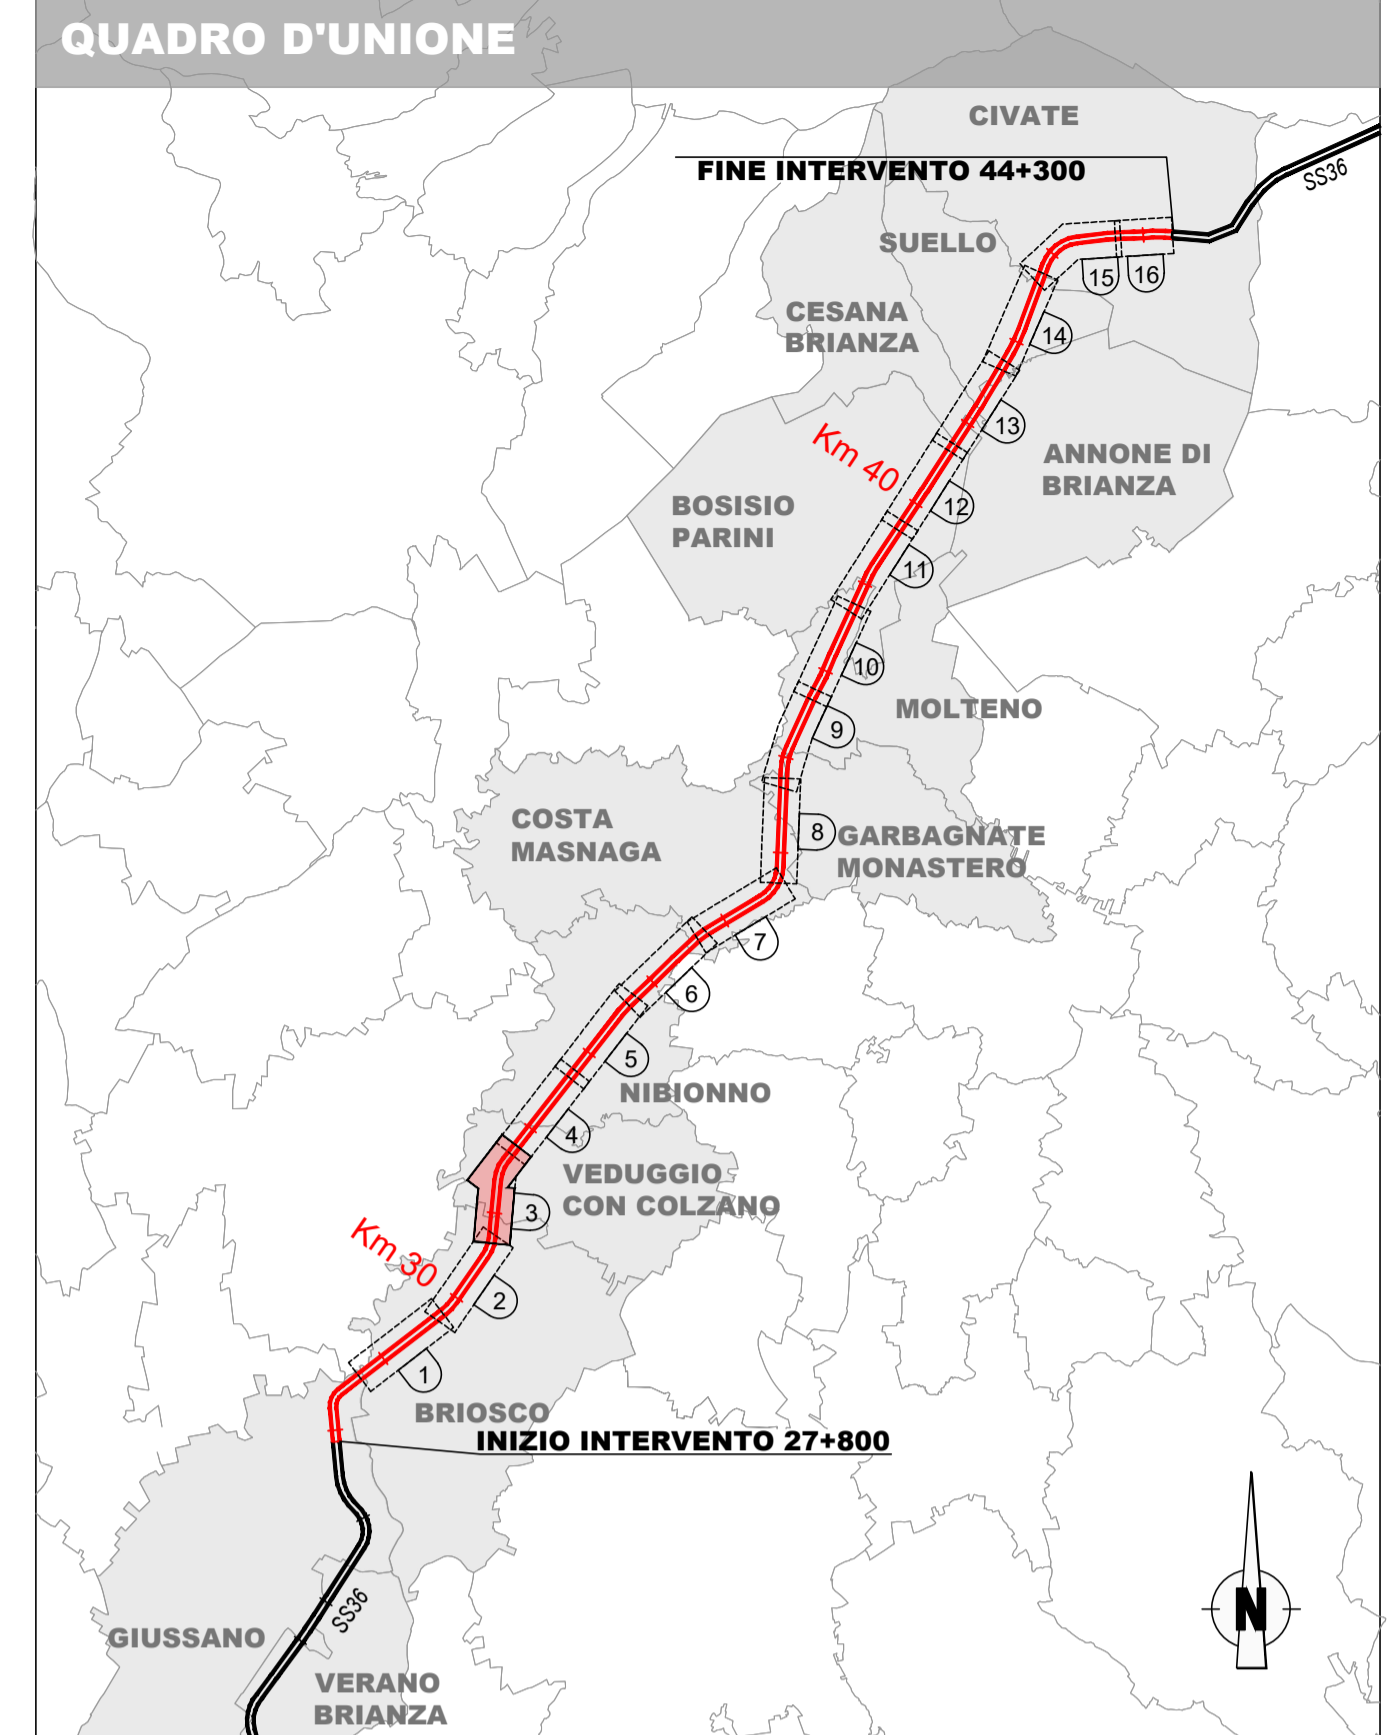 QUADRO D'UNIONE
CIVATE
FINE INTERVENTO 44+300
SS36
SUELLO
15
16
CESANA
BRIANZA
14
13
Km 40
ANNONE DI
BRIANZA
BOSISIO
PARINI
12
11
10
MOLTENO
9
COSTA
MASNAGA
8
GARBAGNATE
MONASTERO
7
6
5
NIBIONNO
4
VEDUGGIO
CON COLZANO
3
Km 30
2
1
BRIOSCO
INIZIO INTERVENTO 27+800
SS36
N
GIUSSANO
VERANO
BRIANZA